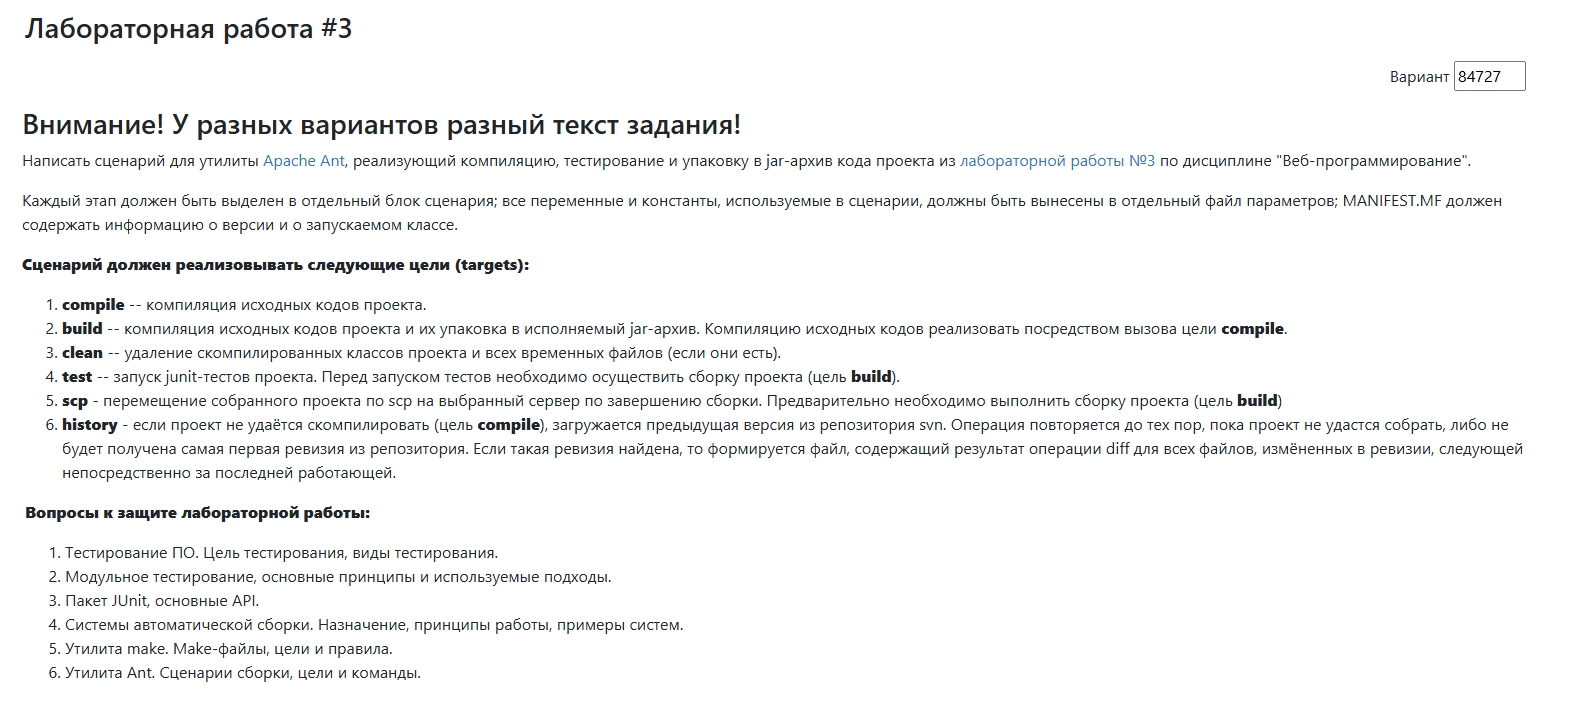 Лабораторная работа #3
Вариант 84727
Внимание! У разных вариантов разный текст задания!
Написать сценарий для утилиты Apache Ant, реализующий компиляцию, тестирование и упаковку в jar-архив кода проекта из лабораторной работы №3 по дисциплине "Веб-программирование".
Каждый этап должен быть выделен в отдельный блок сценария; все переменные и константы, используемые в сценарии, должны быть вынесены в отдельный файл параметров; MANIFEST.MF должен
содержать информацию о версии и о запускаемом классе.
Сценарий должен реализовывать следующие цели (targets):
1. compile -- компиляция исходных кодов проекта.
2. build -- компиляция исходных кодов проекта и их упаковка в исполняемый jar-архив. Компиляцию исходных кодов реализовать посредством вызова цели compile.
3. clean -- удаление скомпилированных классов проекта и всех временных файлов (если они есть).
4. test -- запуск junit-тестов проекта. Перед запуском тестов необходимо осуществить сборку проекта (цель build).
5. scp - перемещение собранного проекта по scp на выбранный сервер по завершению сборки. Предварительно необходимо выполнить сборку проекта (цель build)
6. history - если проект не удаётся скомпилировать (цель compile), загружается предыдущая версия из репозитория svn. Операция повторяется до тех пор, пока проект не удастся собрать, либо не
будет получена самая первая ревизия из репозитория. Если такая ревизия найдена, то формируется файл, содержащий результат операции diff для всех файлов, измёненных в ревизии, следующей
непосредственно за последней работающей.
Вопросы к защите лабораторной работы:
1. Тестирование ПО. Цель тестирования, виды тестирования.
2. Модульное тестирование, основные принципы и используемые подходы.
3. Пакет JUnit, основные API.
4. Системы автоматической сборки. Назначение, принципы работы, примеры систем.
5. Утилита make. Make-файлы, цели и правила.
6. Утилита Ant. Сценарии сборки, цели и команды.